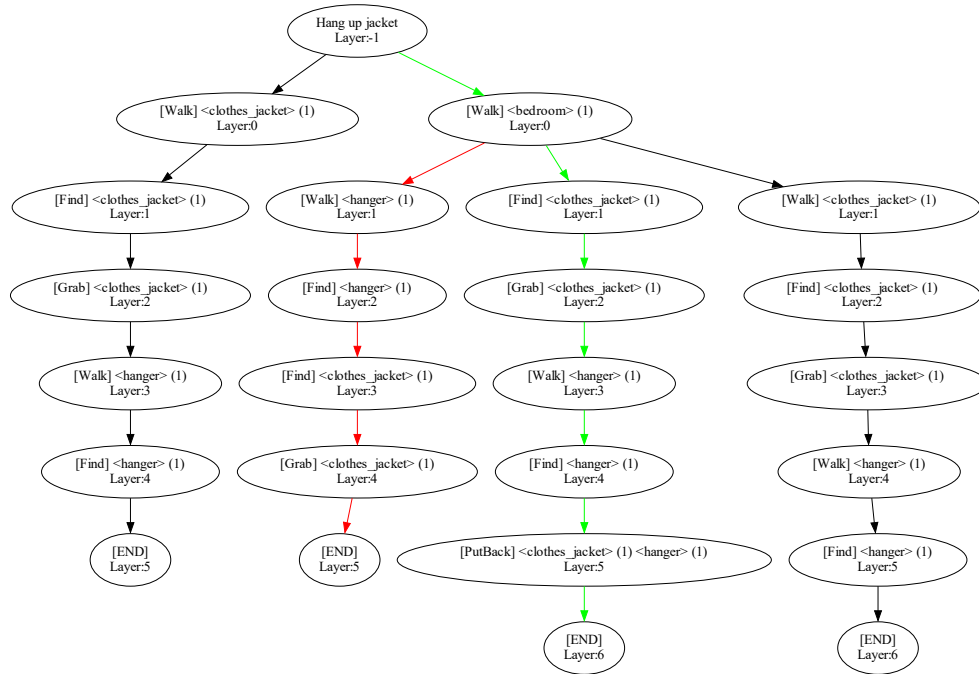 Hang up jacket
Layer:-1
[Walk] <clothes_jacket> (1)
Layer:0
[Walk] <bedroom> (1)
Layer:0
[Find] <clothes_jacket> (1)
Layer:1
[Walk] <hanger> (1)
Layer:1
[Find] <clothes_jacket> (1)
Layer:1
[Walk] <clothes_jacket> (1)
Layer:1
[Grab] <clothes_jacket> (1)
Layer:2
[Find] <hanger> (1)
Layer:2
[Grab] <clothes_jacket> (1)
Layer:2
[Find] <clothes_jacket> (1)
Layer:2
[Walk] <hanger> (1)
Layer:3
[Find] <clothes_jacket> (1)
Layer:3
[Walk] <hanger> (1)
Layer:3
[Grab] <clothes_jacket> (1)
Layer:3
[Find] <hanger> (1)
Layer:4
[Grab] <clothes_jacket> (1)
Layer:4
[Find] <hanger> (1)
Layer:4
[Walk] <hanger> (1)
Layer:4
[END]
Layer:5
[END]
Layer:5
[PutBack] <clothes_jacket> (1) <hanger> (1)
Layer:5
[Find] <hanger> (1)
Layer:5
[END]
Layer:6
[END]
Layer:6